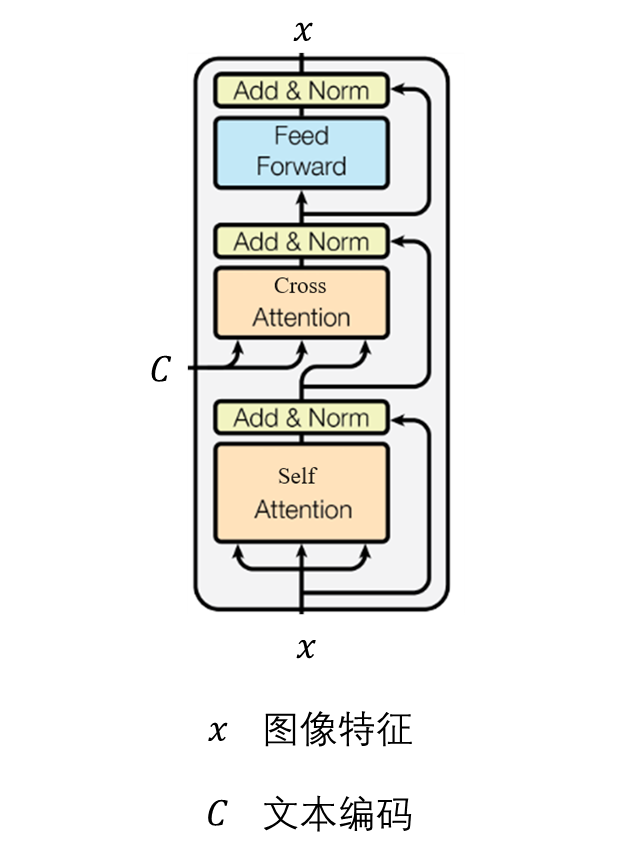 x
Add & Norm
Feed
Forward
Add & Norm
Cross
Attention
C
Add & Norm
Self
Attention
x
x 图像特征
C 文本编码